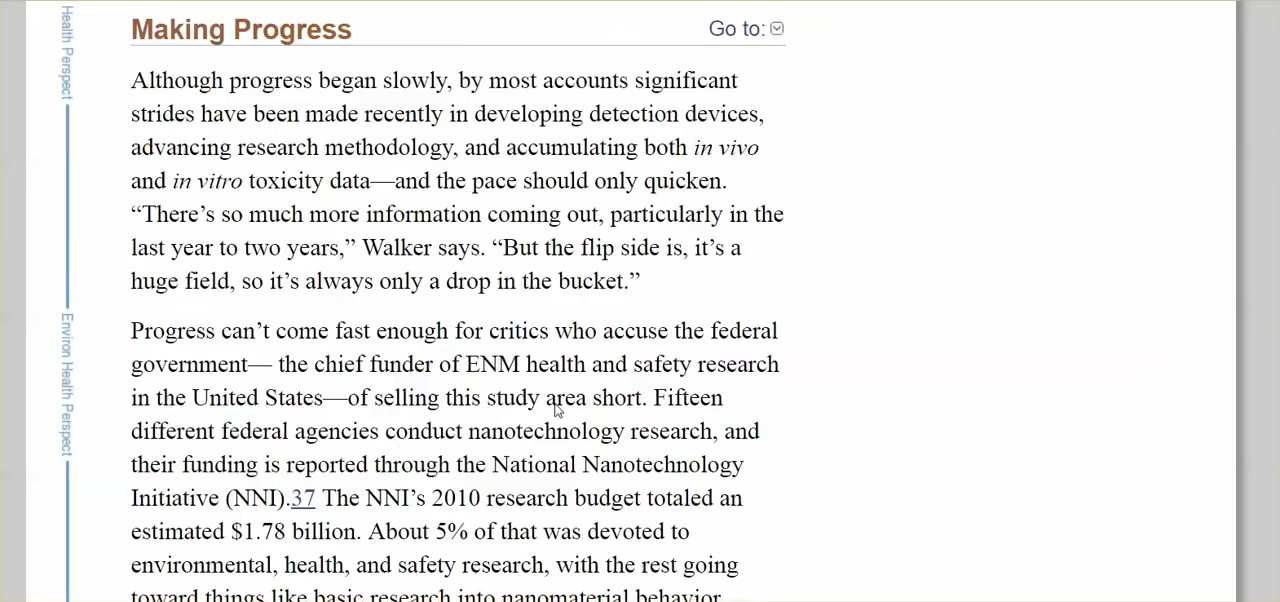 Making Progress
Go to:
Although progress began slowly, by most accounts significant
strides have been made recently in developing detection devices,
advancing research methodology, and accumulating both in vivo
and in vitro toxicity data—and the pace should only quicken.
“There’s so much more information coming out, particularly in the
last year to two years,” Walker says. “But the flip side is, it’s a
huge field, so it’s always only a drop in the bucket.”
Progress can’t come fast enough for critics who accuse the federal
government— the chief funder of ENM health and safety research
in the United States—of selling this study area short. Fifteen
different federal agencies conduct nanotechnology research, and
their funding is reported through the National Nanotechnology
Initiative (NNI).37 The NNI’s 2010 research budget totaled an
estimated $1.78 billion. About 5% of that was devoted to
environmental, health, and safety research, with the rest going
toward things like basic research into nanomaterial behavior
Health Perspect
Environ Health Perspect